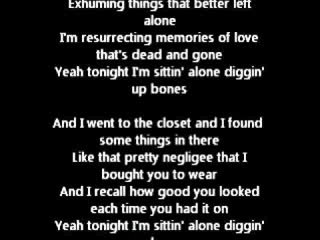 Exhuming things that better left
alone
I'm resurrecting memories of love
that's dead and gone
Yeah tonight I'm sittin' alone diggin'
up bones

And I went to the closet and I found
some things in there
Like that pretty negligee that I
bought you to wear
And I recall how good you looked
each time you had it on
Yeah tonight I'm sittin' alone diggin'